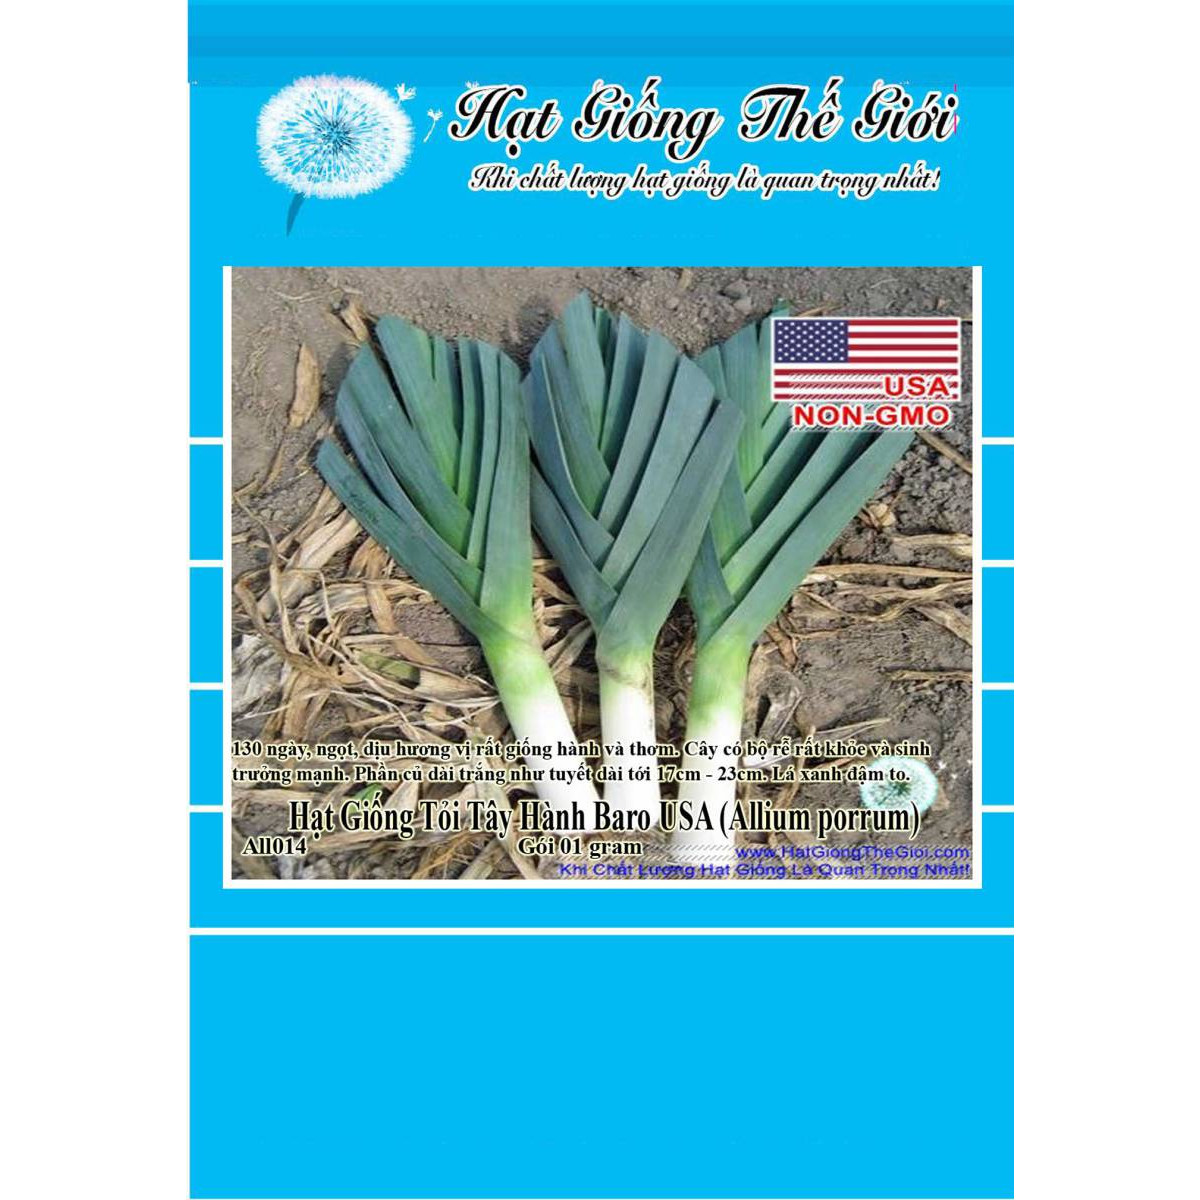 Hạt Giống Thế Giới
Khi chất lượng hạt giống là quan trọng nhất!
USA
NON-GMO
130 ngày, ngọt, dịu hương vị rất giống hành và thơm. Cây có bộ rễ rất khỏe và sinh
trưởng mạnh. Phần củ dài trắng như tuyết dài tới 17cm - 23cm. Lá xanh đậm to.
Hạt Giống Tỏi Tây Hành Baro USA (Allium porrum)
All014 Gói 01 gram
www.HatGiongTheGioi.com
Khi Chất Lượng Hạt Giống Là Quan Trọng Nhất!